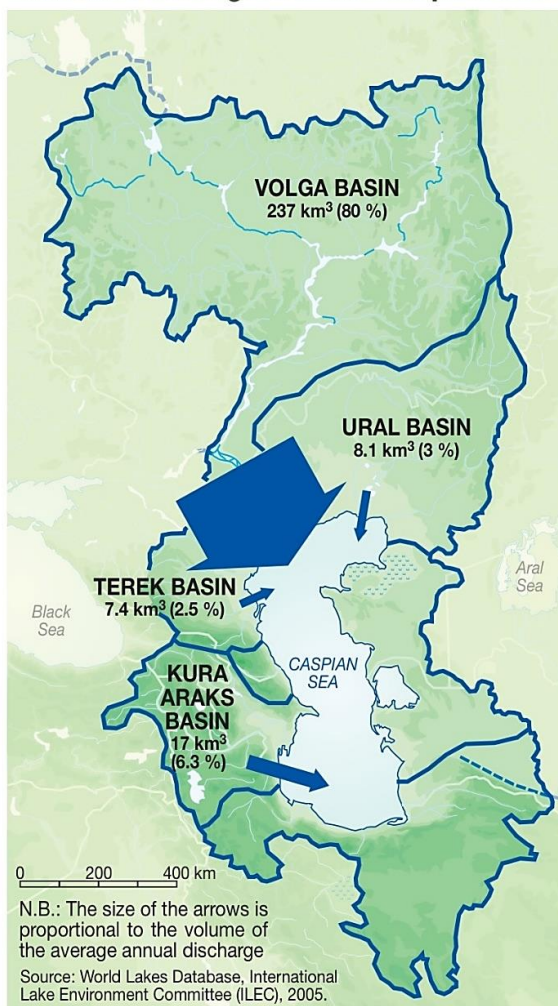 VOLGA BASIN
237 km³ (80 %)
URAL BASIN
8.1 km³ (3 %)
TEREK BASIN
7.4 km³ (2.5 %)
Black
Sea
Aral
Sea
CASPIAN
SEA
KURA
ARAKS
BASIN
17 km³
(6.3 %)
0 200 400 km
N.B.: The size of the arrows is
proportional to the volume of
the average annual discharge
Source: World Lakes Database, International
Lake Environment Committee (ILEC), 2005.